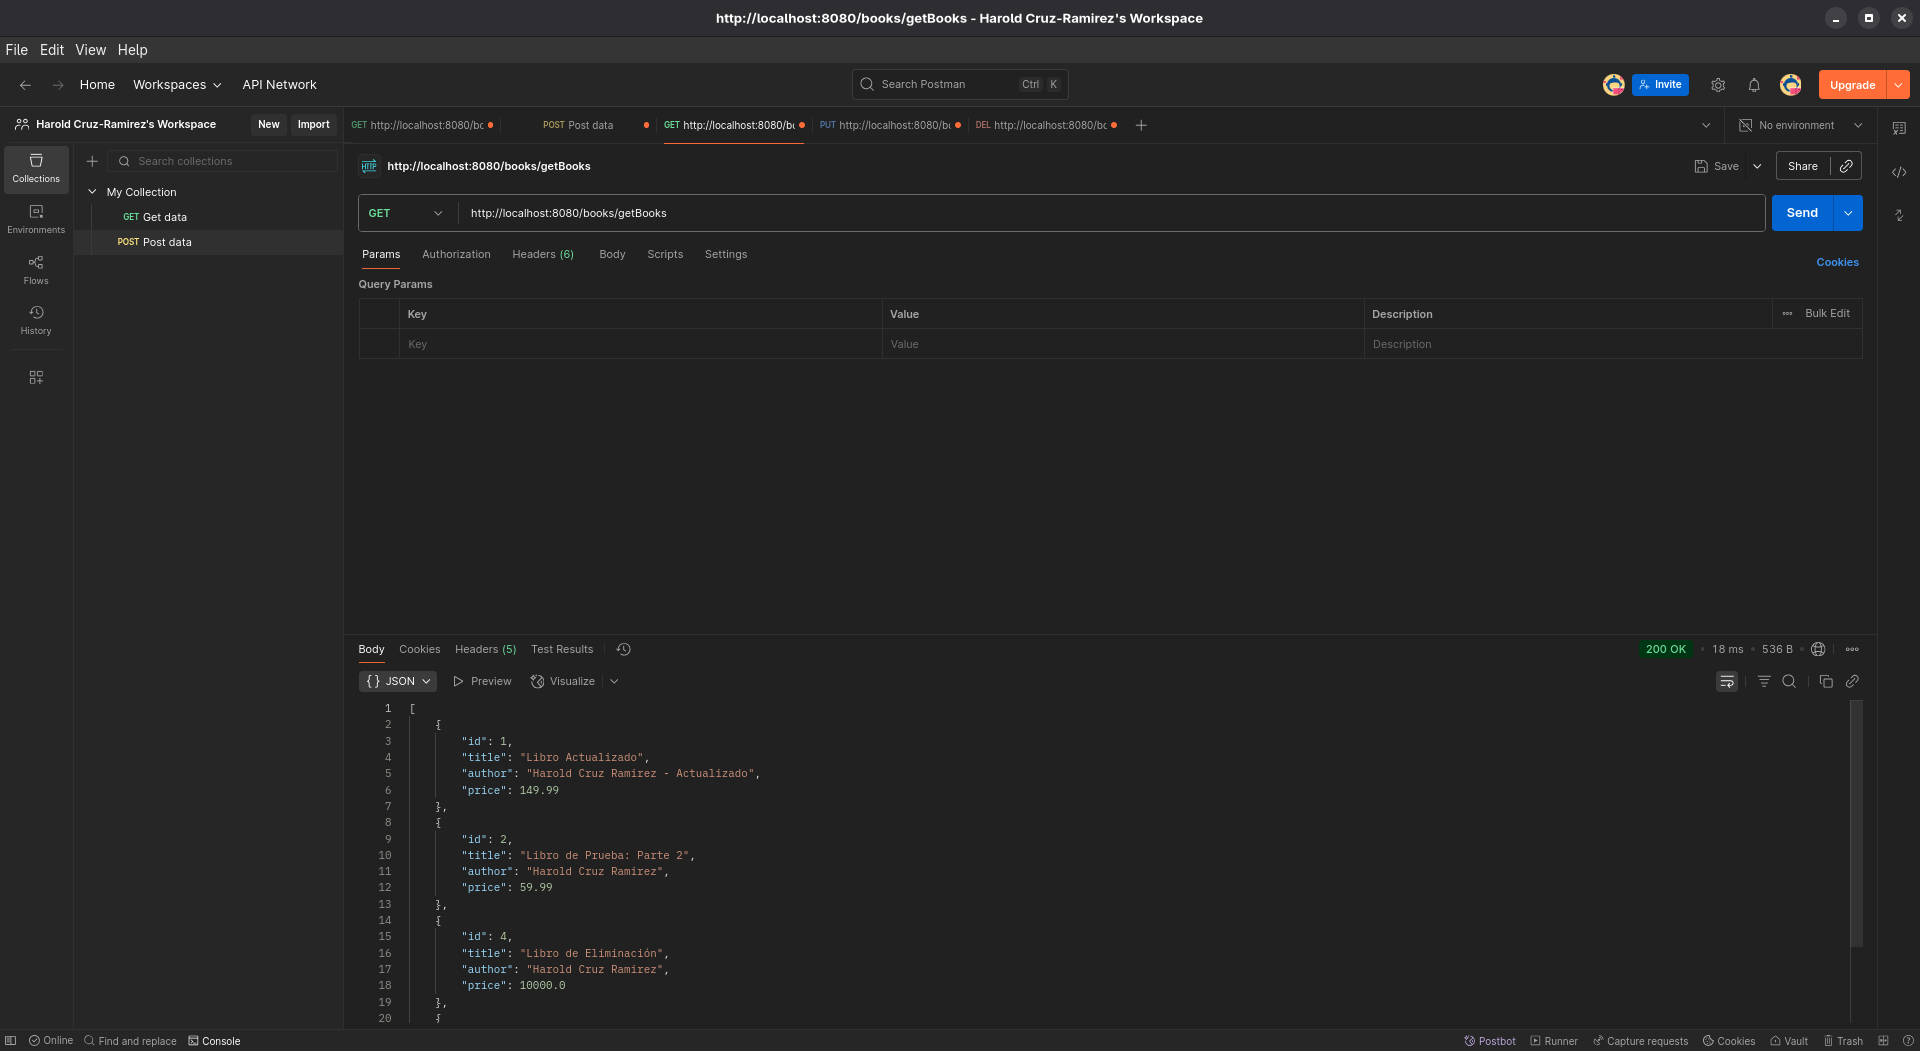 http://localhost:8080/books/getBooks - Harold Cruz-Ramirez's Workspace
File Edit View Help
Home Workspaces API Network
Search Postman Ctrl K
Invite
Upgrade
Harold Cruz-Ramirez's Workspace New Import
GET http://localhost:8080/bo
POST Post data
GET http://localhost:8080/bo
PUT http://localhost:8080/bo
DEL http://localhost:8080/bo
No environment
Collections
Environments
Flows
History
Search collections
My Collection
GET Get data
POST Post data
HTTP http://localhost:8080/books/getBooks
Save Share
GET http://localhost:8080/books/getBooks Send
Params Authorization Headers (6) Body Scripts Settings
Cookies
Query Params
Key Value Description Bulk Edit
Key Value Description
Body Cookies Headers (5) Test Results
200 OK • 18 ms • 536 B •
{} JSON Preview Visualize
1 [
2 {
3 "id": 1,
4 "title": "Libro Actualizado",
5 "author": "Harold Cruz Ramirez - Actualizado",
6 "price": 149.99
7 },
8 {
9 "id": 2,
10 "title": "Libro de Prueba: Parte 2",
11 "author": "Harold Cruz Ramirez",
12 "price": 59.99
13 },
14 {
15 "id": 4,
16 "title": "Libro de Eliminación",
17 "author": "Harold Cruz Ramirez",
18 "price": 10000.0
19 },
20 {
Online Find and replace Console
Postbot Runner Capture requests Cookies Vault Trash